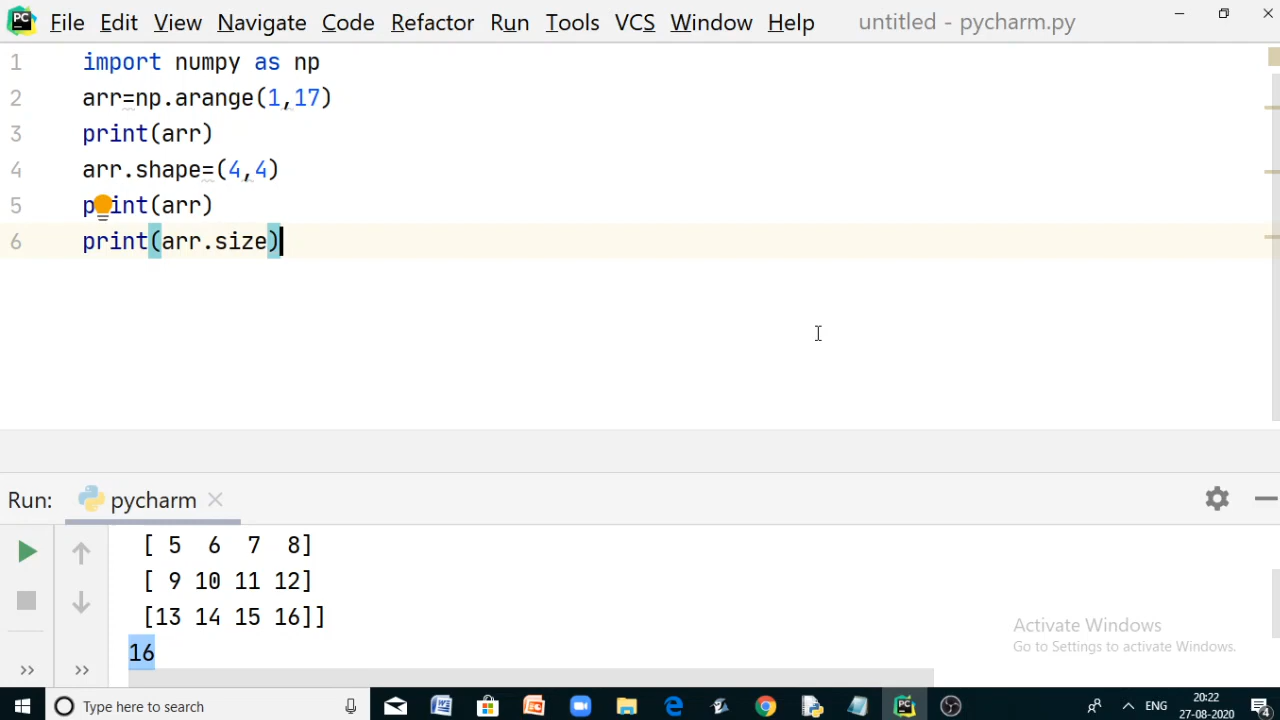 PC File Edit View Navigate Code Refactor Run Tools VCS Window Help untitled - pycharm.py
1 import numpy as np
2 arr=np.arange(1,17)
3 print(arr)
4 arr.shape=(4,4)
5 print(arr)
6 print(arr.size)
Run: pycharm
[ 5 6 7 8]
[ 9 10 11 12]
[13 14 15 16]]
16
Activate Windows
Go to Settings to activate Windows.
Type here to search
ENG
20:22
27-08-2020
4